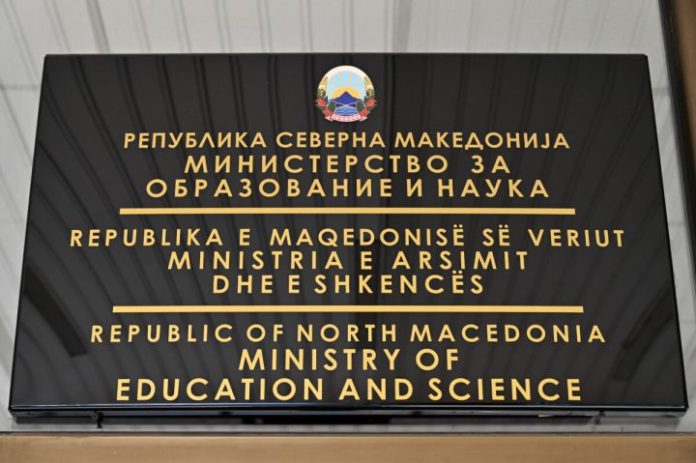 РЕПУБЛИКА СЕВЕРНА МАКЕДОНИЈА
МИНИСТЕРСТВО ЗА
ОБРАЗОВАНИЕ И НАУКА
REPUBLIKA E MAQEDONISË SË VERIUT
MINISTRIA E ARSIMIT
DHE E SHKENCËS
REPUBLIC OF NORTH MACEDONIA
MINISTRY OF
EDUCATION AND SCIENCE